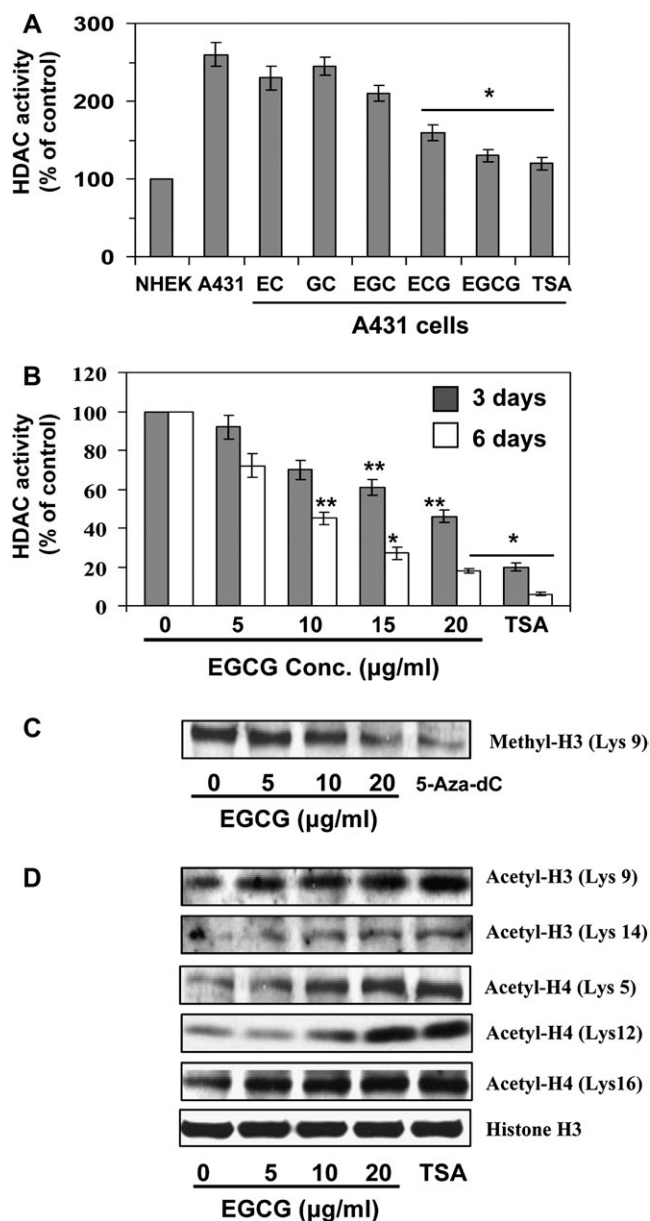 A
HDAC activity
(% of control)
300
200
100
0
NHEK A431 EC GC EGC ECG EGCG TSA
*
A431 cells
B
HDAC activity
(% of control)
120
100
80
60
40
20
0
3 days
6 days
** ** ** * *
0 5 10 15 20 TSA
EGCG Conc. (µg/ml)
C
Methyl-H3 (Lys 9)
0 5 10 20 5-Aza-dC
EGCG (µg/ml)
D
Acetyl-H3 (Lys 9)
Acetyl-H3 (Lys 14)
Acetyl-H4 (Lys 5)
Acetyl-H4 (Lys12)
Acetyl-H4 (Lys16)
Histone H3
0 5 10 20 TSA
EGCG (µg/ml)